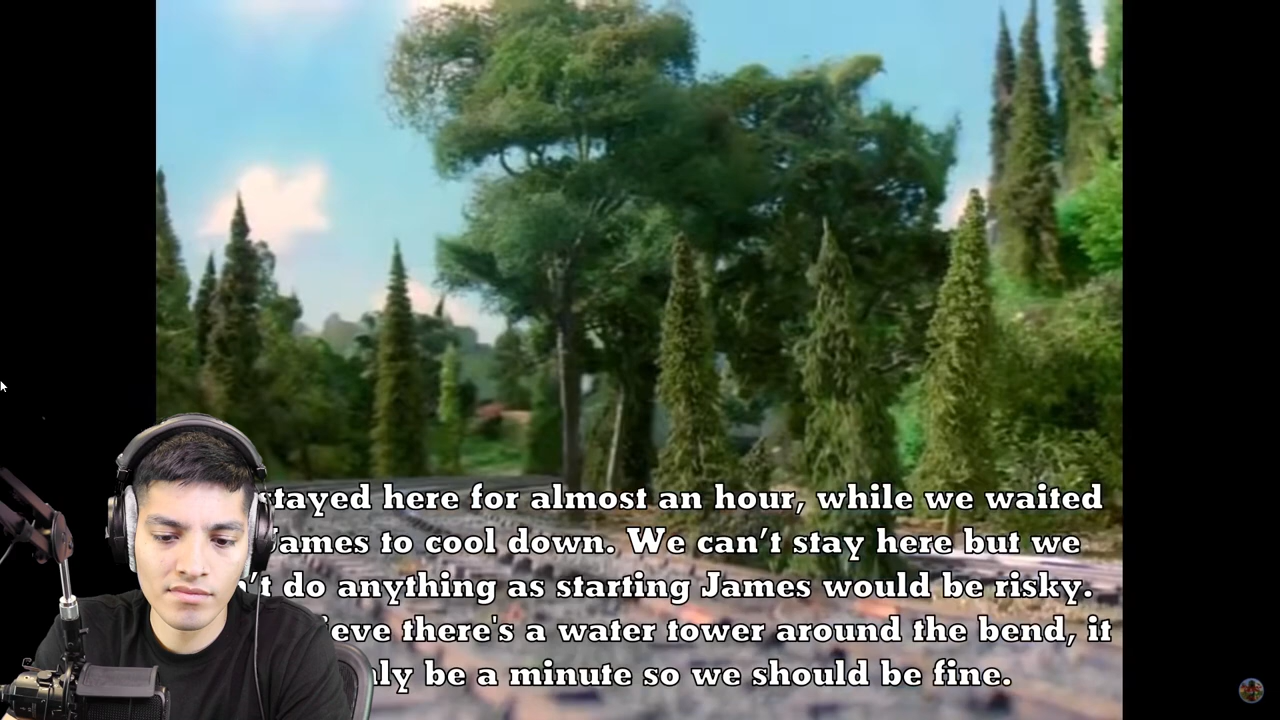 stayed here for almost an hour, while we waited
James to cool down. We can't stay here but we
't do anything as starting James would be risky.
ieve there's a water tower around the bend, it
nly be a minute so we should be fine.